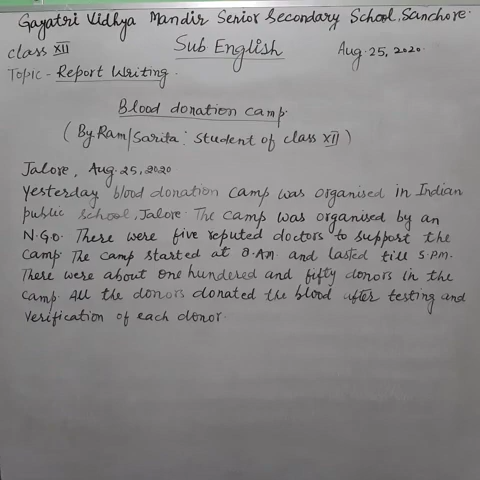 Gayatri Vidhya Mandir Senior Secondary School, Sanchore.
class XII Sub English Aug. 25, 2020.
Topic - Report Writing.
Blood donation camp.
(By. Ram/Sarita: Student of class XII)
Jalore, Aug. 25, 2020
Yesterday blood donation camp was organised in Indian
public school, Jalore. The camp was organised by an
N.G.O. There were five reputed doctors to support the
camp. The camp started at 8.A.M. and lasted till 5.P.M.
There were about one hundered and fifty donors in the
camp. All the donors donated the blood after testing and
verification of each donor.